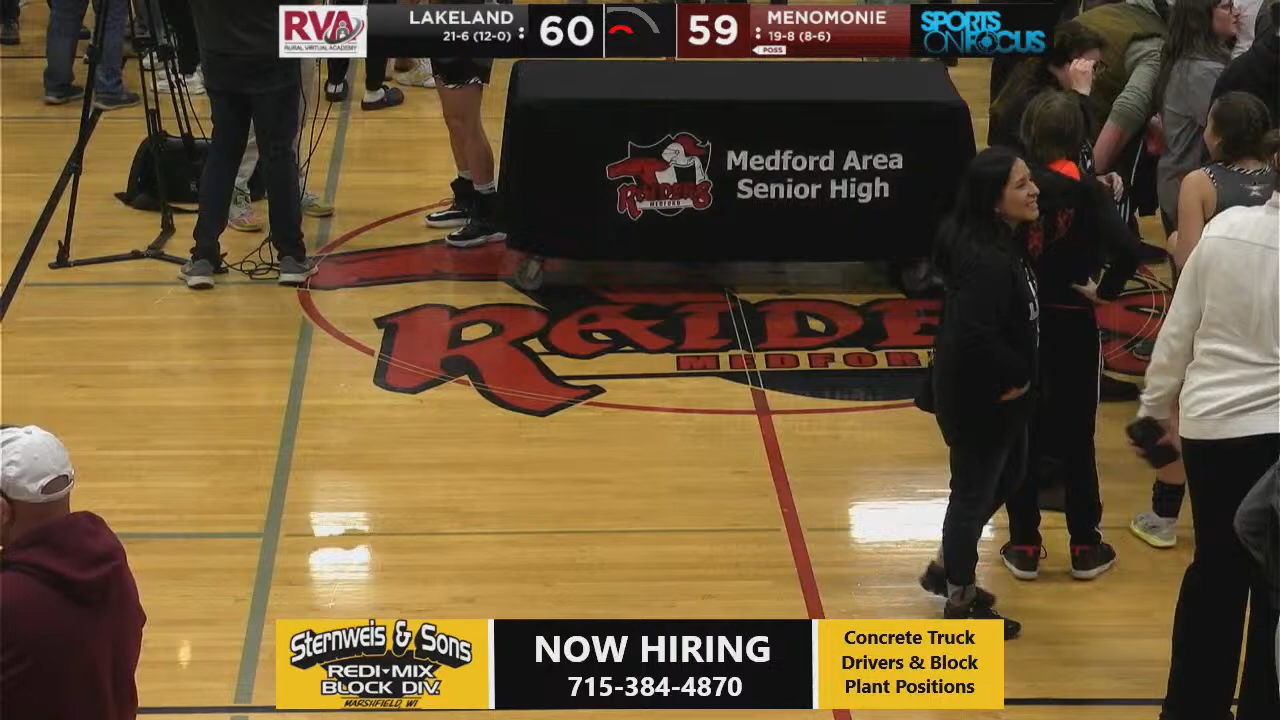 RVA
RURAL VIRTUAL ACADEMY
LAKELAND
21-6 (12-0) :
60
59
MENOMONIE
: 19-8 (8-6)
POSS
SPORTS
ON FOCUS
Medford Area
Senior High
RAIDERS
MEDFORD
RAIDERS
MEDFOR
Sternweis & Sons
REDI-MIX
BLOCK DIV.
MARSHFIELD, WI
NOW HIRING
715-384-4870
Concrete Truck
Drivers & Block
Plant Positions